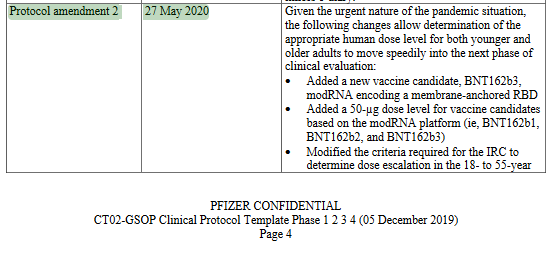 Protocol amendment 2
27 May 2020
Given the urgent nature of the pandemic situation,
the following changes allow determination of the
appropriate human dose level for both younger and
older adults to move speedily into the next phase of
clinical evaluation:
• Added a new vaccine candidate, BNT162b3,
modRNA encoding a membrane-anchored RBD
• Added a 50-µg dose level for vaccine candidates
based on the modRNA platform (ie, BNT162b1,
BNT162b2, and BNT162b3)
• Modified the criteria required for the IRC to
determine dose escalation in the 18- to 55-year
PFIZER CONFIDENTIAL
CT02-GSOP Clinical Protocol Template Phase 1 2 3 4 (05 December 2019)
Page 4